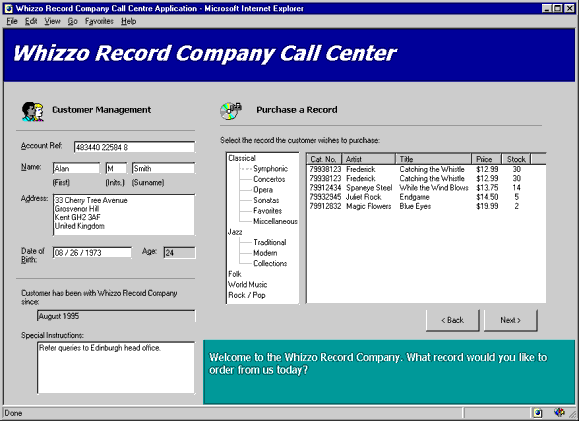 Whizzo Record Company Call Centre Application - Microsoft Internet Explorer
File Edit View Go Favorites Help
Whizzo Record Company Call Center
Customer Management
Account Ref: 483440 22584 8
Name: Alan M Smith
(First) (Inits.) (Surname)
Address: 33 Cherry Tree Avenue
Grosvenor Hill
Kent GH2 3AF
United Kingdom
Date of Birth: 08 / 26 / 1973 Age: 24
Customer has been with Whizzo Record Company
since:
August 1995
Special Instructions:
Refer queries to Edinburgh head office.
Purchase a Record
Select the record the customer wishes to purchase:
Classical
Symphonic
Concertos
Opera
Sonatas
Favorites
Miscellaneous
Jazz
Traditional
Modern
Collections
Folk
World Music
Rock / Pop
Cat. No. Artist Title Price Stock
79938123 Frederick Catching the Whistle $12.99 30
79938123 Frederick Catching the Whistle $12.99 30
79912434 Spaneye Steel While the Wind Blows $13.75 14
79932945 Juliet Rock Endgame $14.50 5
79912832 Magic Flowers Blue Eyes $19.99 2
< Back Next >
Welcome to the Whizzo Record Company. What record would you like to
order from us today?
Done